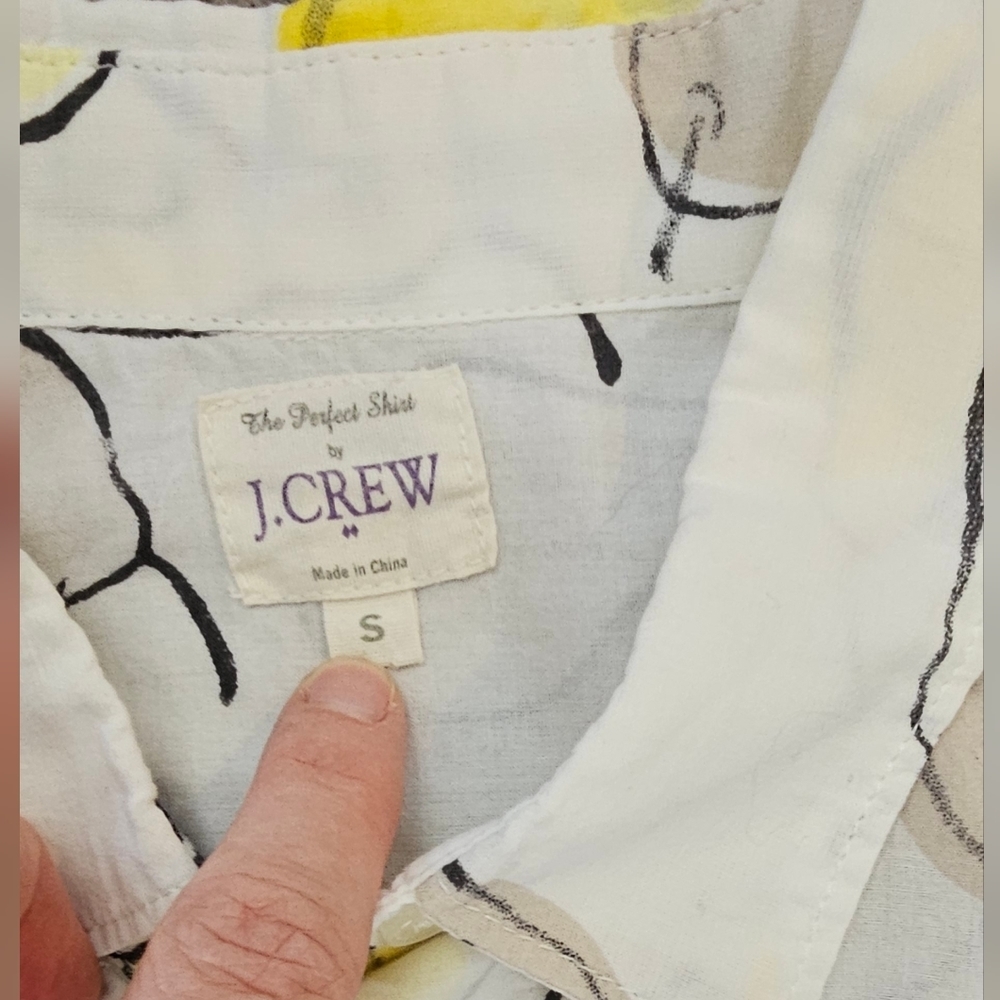 The Perfect Shirt
by
J.CREW
Made in China
S